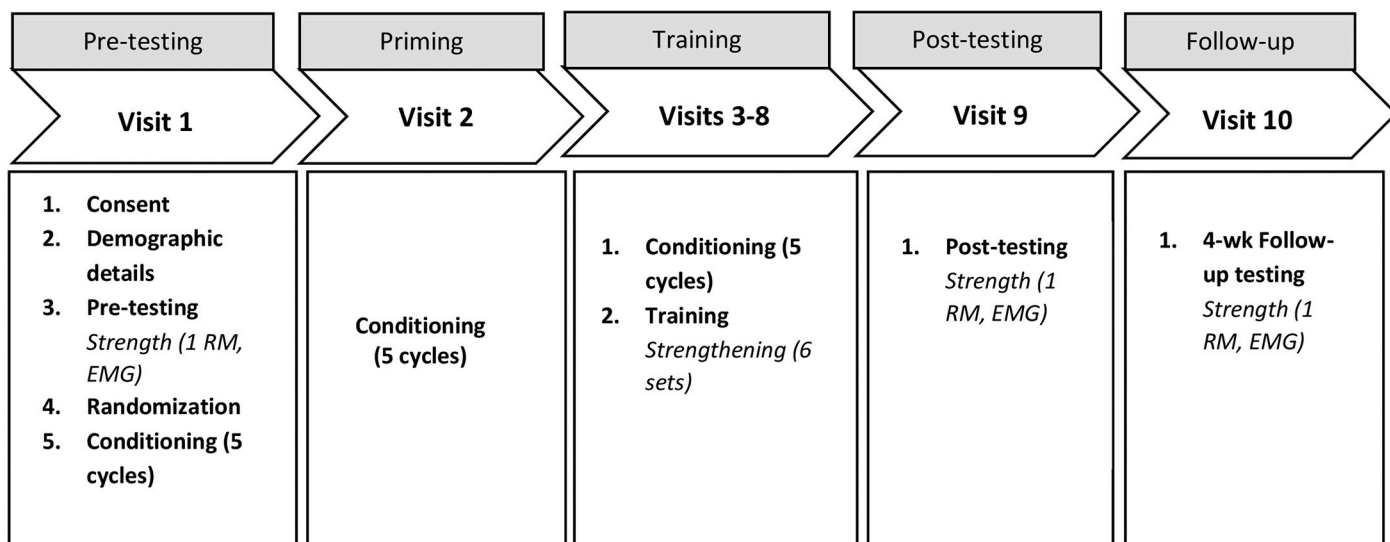 Pre-testing
Priming
Training
Post-testing
Follow-up
Visit 1
Visit 2
Visits 3-8
Visit 9
Visit 10
1. Consent
2. Demographic
details
3. Pre-testing
Strength (1 RM,
EMG)
4. Randomization
5. Conditioning (5
cycles)
Conditioning
(5 cycles)
1. Conditioning (5
cycles)
2. Training
Strengthening (6
sets)
1. Post-testing
Strength (1
RM, EMG)
1. 4-wk Follow-
up testing
Strength (1
RM, EMG)